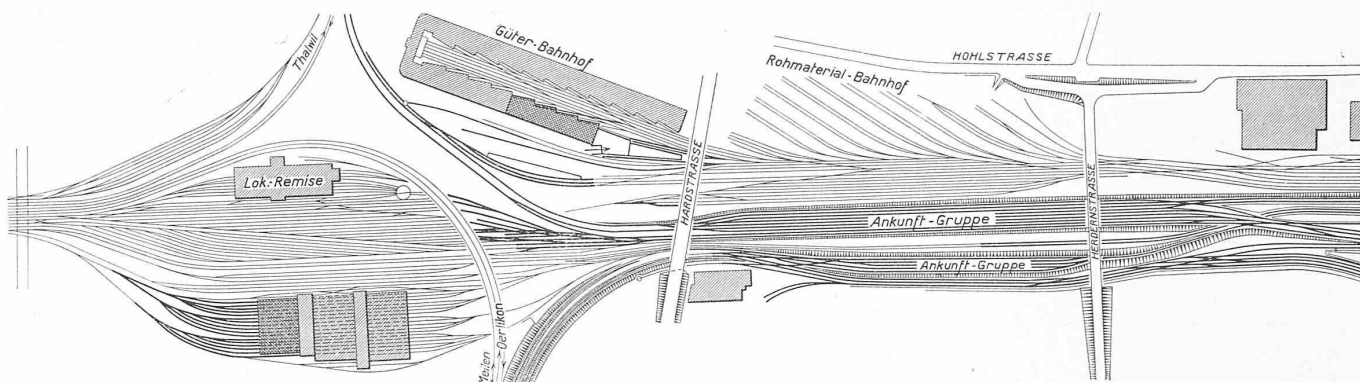 Thalwil
Güter-Bahnhof
Rohmaterial-Bahnhof
HOHLSTRASSE
Lok.-Remise
HARDSTRASSE
HERDERNSTRASSE
Ankunft-Gruppe
Ankunft-Gruppe
Meilen
Oerlikon